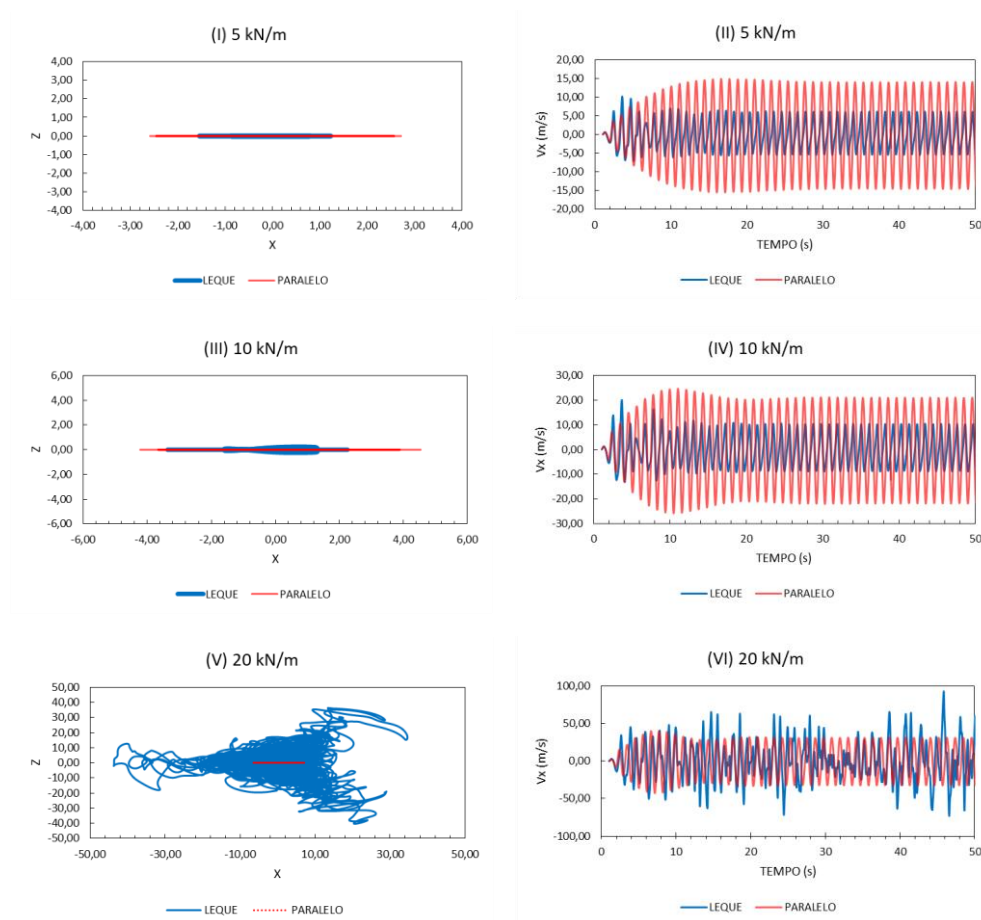 (I) 5 kN/m
4,00
3,00
2,00
1,00
0,00
-1,00
-2,00
-3,00
-4,00
Z
-4,00 -3,00 -2,00 -1,00 0,00 1,00 2,00 3,00 4,00
X
LEQUE PARALELO
(II) 5 kN/m
20,00
15,00
10,00
5,00
0,00
-5,00
-10,00
-15,00
-20,00
Vx (m/s)
0 10 20 30 40 50
TEMPO (s)
LEQUE PARALELO
(III) 10 kN/m
6,00
4,00
2,00
0,00
-2,00
-4,00
-6,00
Z
-6,00 -4,00 -2,00 0,00 2,00 4,00 6,00
X
LEQUE PARALELO
(IV) 10 kN/m
30,00
20,00
10,00
0,00
-10,00
-20,00
-30,00
Vx (m/s)
0 10 20 30 40 50
TEMPO (s)
LEQUE PARALELO
(V) 20 kN/m
50,00
40,00
30,00
20,00
10,00
0,00
-10,00
-20,00
-30,00
-40,00
-50,00
Z
-50,00 -30,00 -10,00 10,00 30,00 50,00
X
LEQUE PARALELO
(VI) 20 kN/m
100,00
50,00
0,00
-50,00
-100,00
Vx (m/s)
0 10 20 30 40 50
TEMPO (s)
LEQUE PARALELO